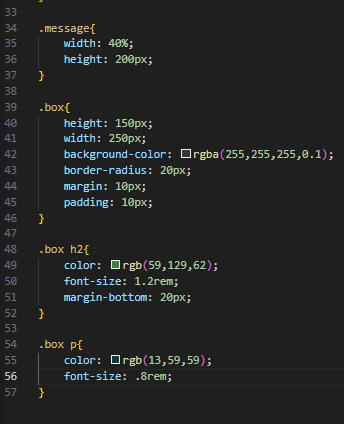 33
34 .message{
35     width: 40%;
36     height: 200px;
37 }
38
39 .box{
40     height: 150px;
41     width: 250px;
42     background-color: rgba(255,255,255,0.1);
43     border-radius: 20px;
44     margin: 10px;
45     padding: 10px;
46 }
47
48 .box h2{
49     color: rgb(59,129,62);
50     font-size: 1.2rem;
51     margin-bottom: 20px;
52 }
53
54 .box p{
55     color: rgb(13,59,59);
56     font-size: .8rem;
57 }